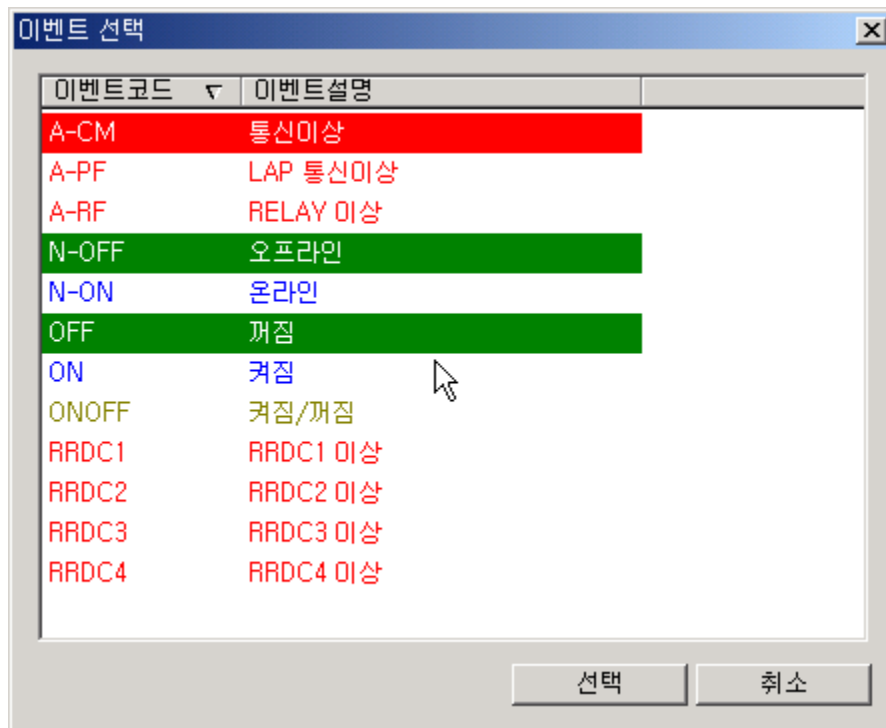 이벤트 선택
이벤트코드 이벤트설명
A-CM 통신이상
A-PF LAP 통신이상
A-RF RELAY 이상
N-OFF 오프라인
N-ON 온라인
OFF 꺼짐
ON 켜짐
ONOFF 켜짐/꺼짐
RRDC1 RRDC1 이상
RRDC2 RRDC2 이상
RRDC3 RRDC3 이상
RRDC4 RRDC4 이상
선택 취소